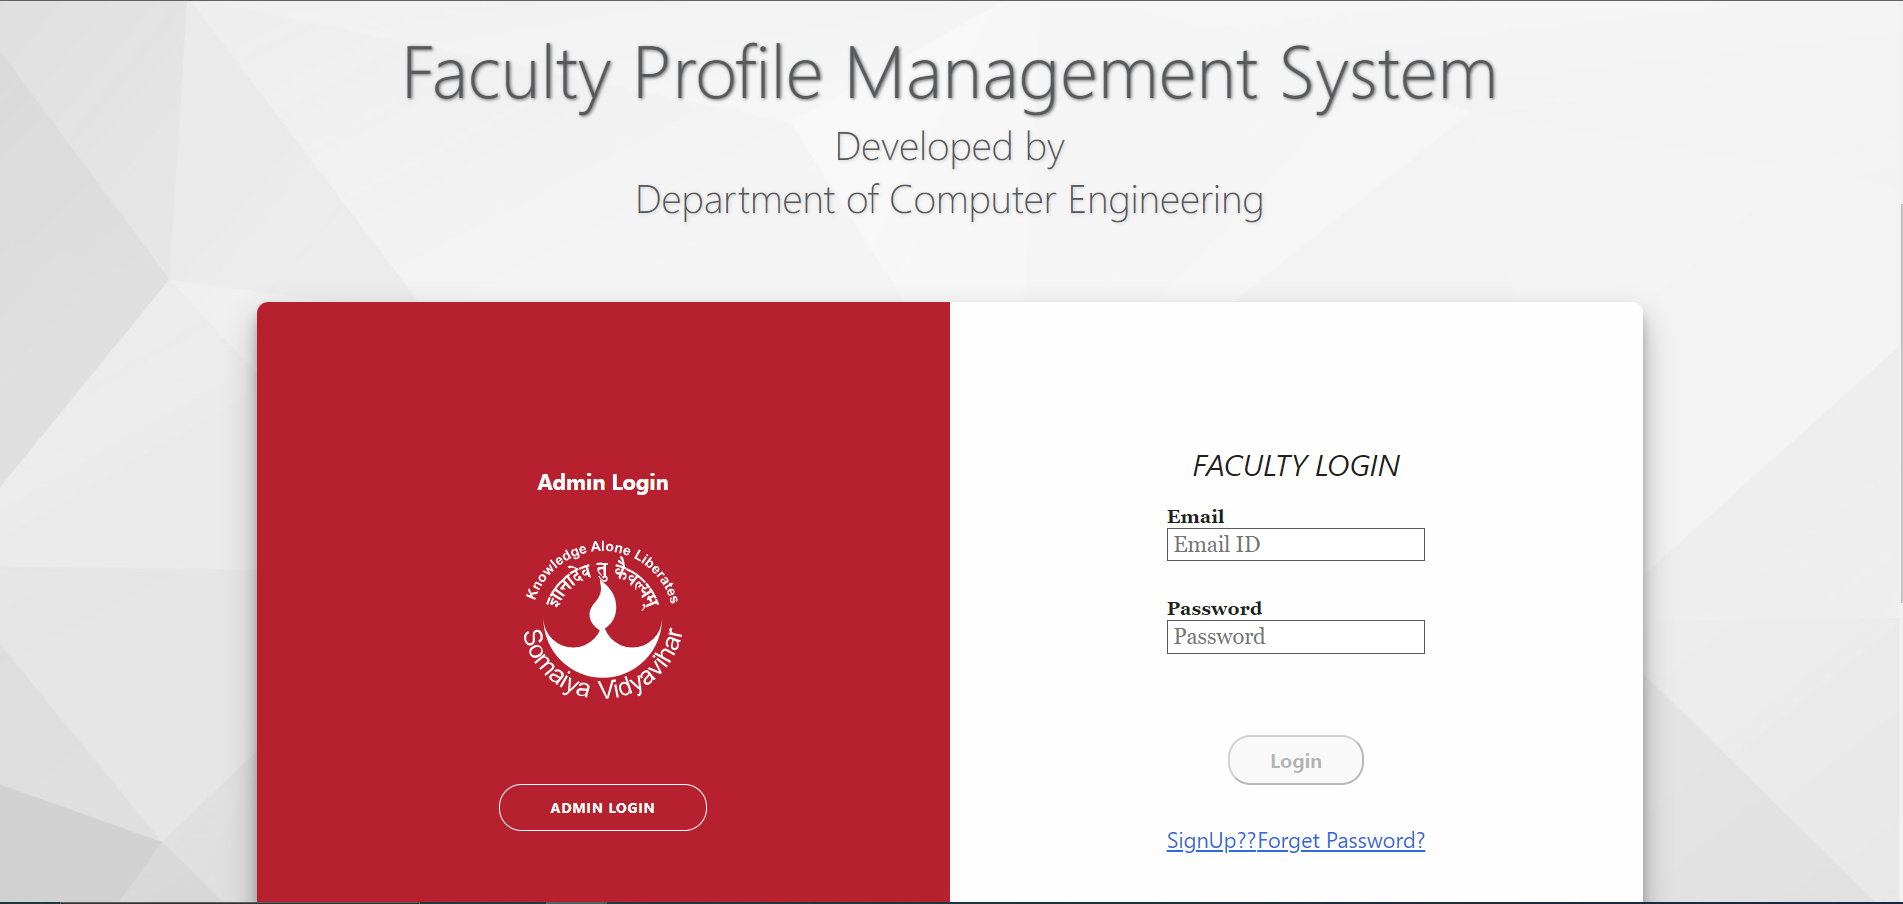 Faculty Profile Management System
Developed by
Department of Computer Engineering
Admin Login
Knowledge Alone Liberates
ज्ञानादेव तु कैवल्यम्
Somaiya Vidyavihar
ADMIN LOGIN
FACULTY LOGIN
Email
Email ID
Password
Password
Login
SignUp??Forget Password?